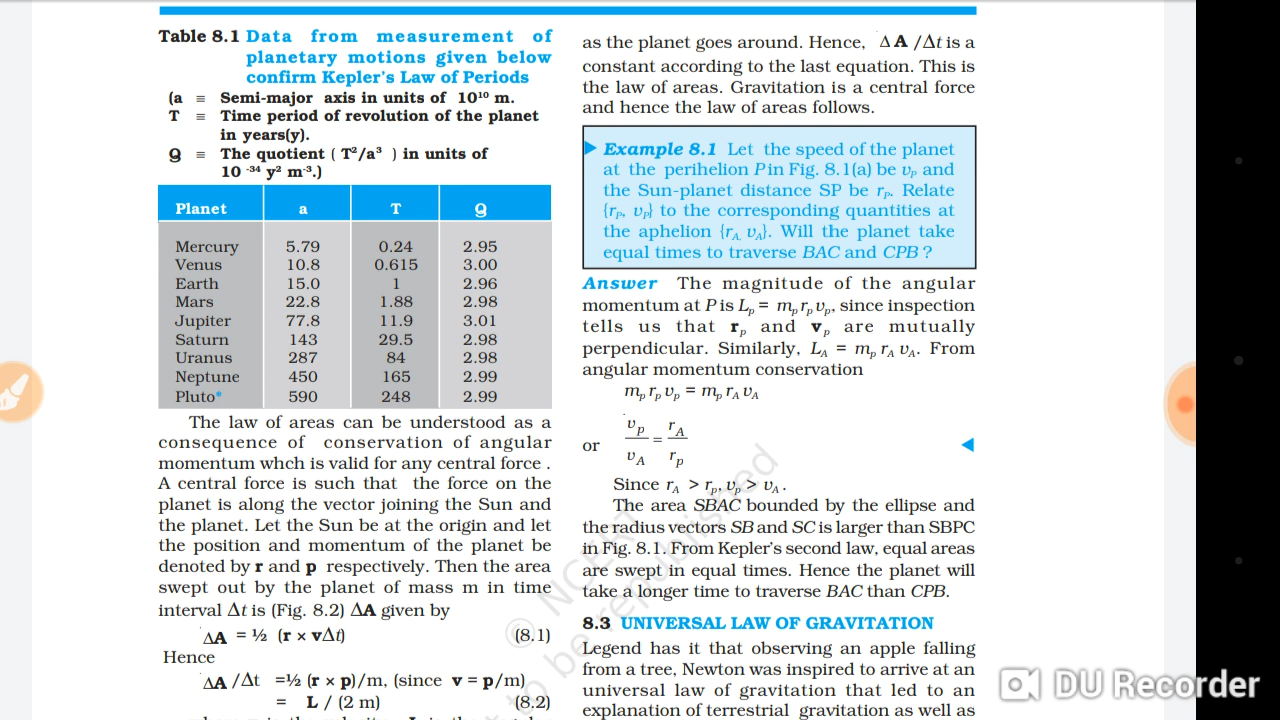 Table 8.1 Data from measurement of
planetary motions given below
confirm Kepler's Law of Periods
(a ≡ Semi-major axis in units of 10¹⁰ m.
T ≡ Time period of revolution of the planet
in years(y).
Q ≡ The quotient ( T²/a³ ) in units of
10 ⁻³⁴ y² m⁻³.)
Planet a T Q
Mercury 5.79 0.24 2.95
Venus 10.8 0.615 3.00
Earth 15.0 1 2.96
Mars 22.8 1.88 2.98
Jupiter 77.8 11.9 3.01
Saturn 143 29.5 2.98
Uranus 287 84 2.98
Neptune 450 165 2.99
Pluto* 590 248 2.99
The law of areas can be understood as a
consequence of conservation of angular
momentum whch is valid for any central force .
A central force is such that the force on the
planet is along the vector joining the Sun and
the planet. Let the Sun be at the origin and let
the position and momentum of the planet be
denoted by r and p respectively. Then the area
swept out by the planet of mass m in time
interval Δt is (Fig. 8.2) ΔA given by
ΔA = ½ (r x vΔt) (8.1)
Hence
ΔA /Δt =½ (r x p)/m, (since v = p/m)
= L / (2 m) (8.2)
as the planet goes around. Hence, Δ A /Δt is a
constant according to the last equation. This is
the law of areas. Gravitation is a central force
and hence the law of areas follows.
Example 8.1 Let the speed of the planet
at the perihelion P in Fig. 8.1(a) be vP and
the Sun-planet distance SP be rP. Relate
{rP, vP} to the corresponding quantities at
the aphelion {rA, vA}. Will the planet take
equal times to traverse BAC and CPB ?
Answer The magnitude of the angular
momentum at P is Lp = mp rp vp, since inspection
tells us that rp and vp are mutually
perpendicular. Similarly, LA = mp rA vA. From
angular momentum conservation
mp rp vp = mp rA vA
or vp/vA = rA/rp
Since rA > rp, vp > vA .
The area SBAC bounded by the ellipse and
the radius vectors SB and SC is larger than SBPC
in Fig. 8.1. From Kepler's second law, equal areas
are swept in equal times. Hence the planet will
take a longer time to traverse BAC than CPB.
8.3 UNIVERSAL LAW OF GRAVITATION
Legend has it that observing an apple falling
from a tree, Newton was inspired to arrive at an
universal law of gravitation that led to an
explanation of terrestrial gravitation as well as
© NCERT
to be republished
DU Recorder